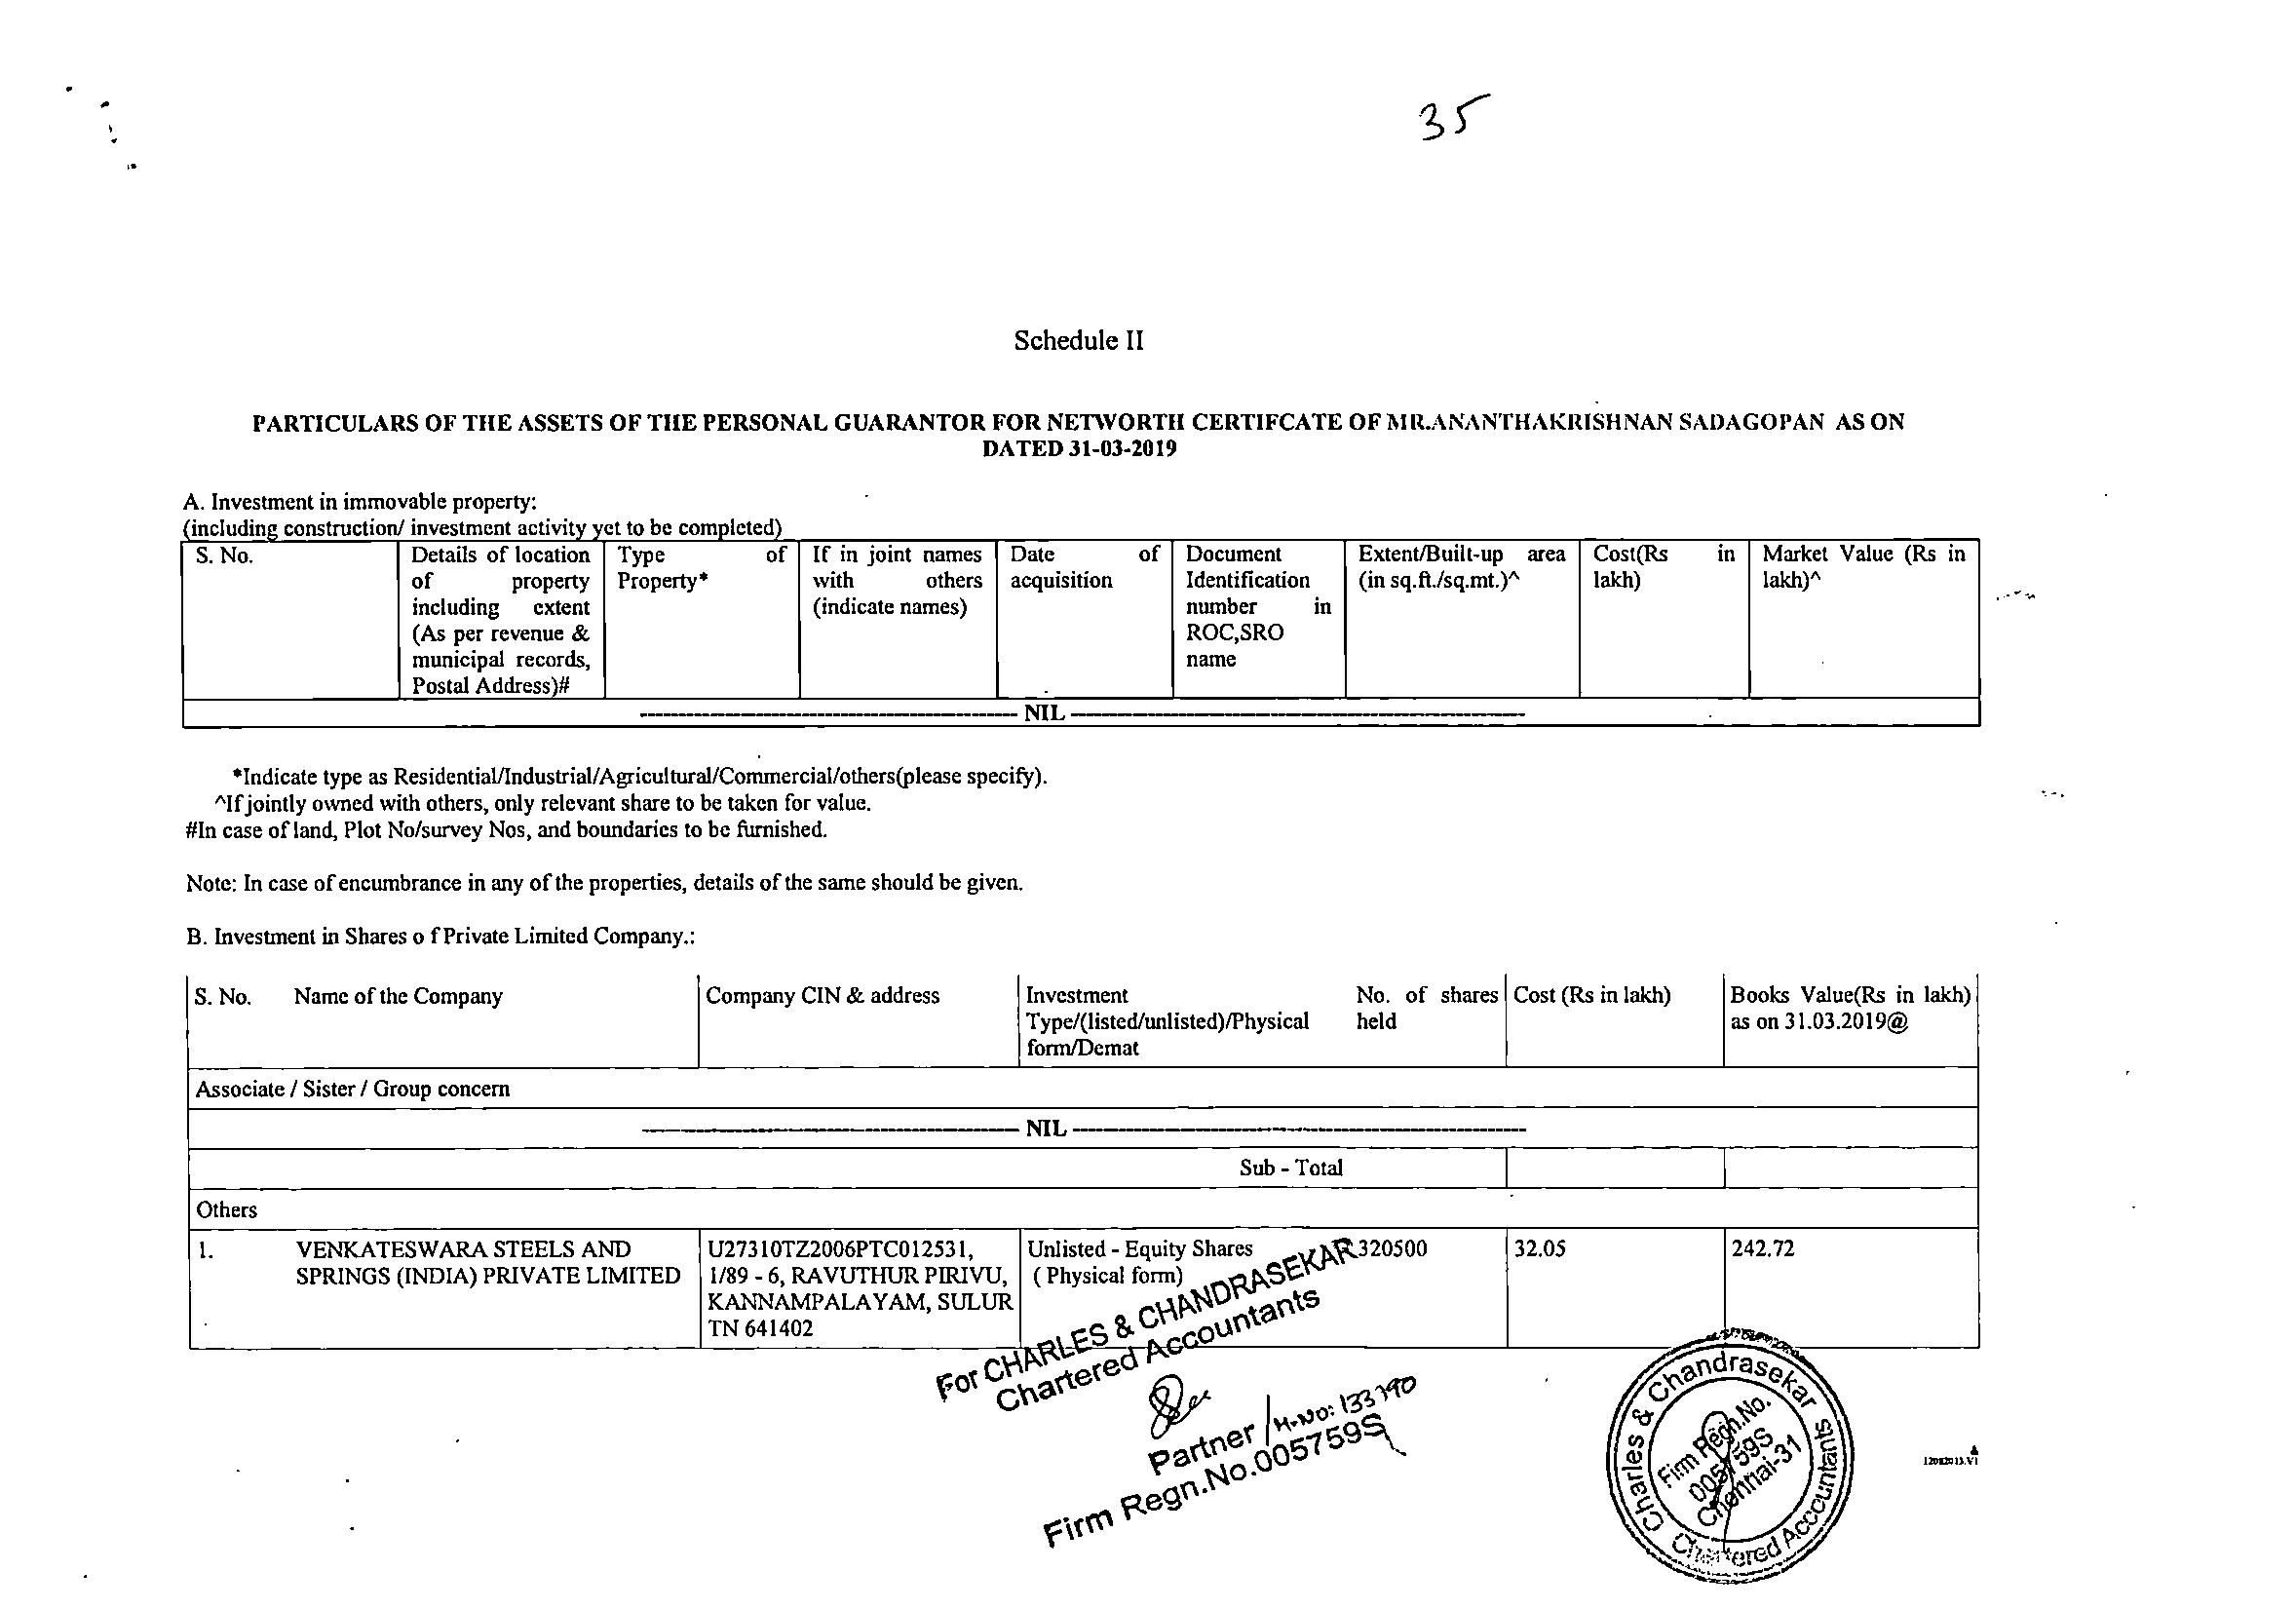 35
Schedule II
PARTICULARS OF THE ASSETS OF THE PERSONAL GUARANTOR FOR NETWORTH CERTIFCATE OF MR.ANANTHAKRISHNAN SADAGOPAN AS ON
DATED 31-03-2019
A. Investment in immovable property:
(including construction/ investment activity yet to be completed)
S. No. Details of location of property including extent (As per revenue & municipal records, Postal Address)# Type of Property* If in joint names with others (indicate names) Date of acquisition Document Identification number in ROC,SRO name Extent/Built-up area (in sq.ft./sq.mt.)^ Cost(Rs in lakh) Market Value (Rs in lakh)^
NIL
*Indicate type as Residential/Industrial/Agricultural/Commercial/others(please specify).
^If jointly owned with others, only relevant share to be taken for value.
#In case of land, Plot No/survey Nos, and boundaries to be furnished.
Note: In case of encumbrance in any of the properties, details of the same should be given.
B. Investment in Shares o f Private Limited Company.:
S. No. Name of the Company Company CIN & address Investment Type/(listed/unlisted)/Physical form/Demat No. of shares held Cost (Rs in lakh) Books Value(Rs in lakh) as on 31.03.2019@
Associate / Sister / Group concern
NIL
Sub - Total
Others
1. VENKATESWARA STEELS AND SPRINGS (INDIA) PRIVATE LIMITED U27310TZ2006PTC012531, 1/89 - 6, RAVUTHUR PIRIVU, KANNAMPALAYAM, SULUR TN 641402 Unlisted - Equity Shares ( Physical form) 320500 32.05 242.72
For CHARLES & CHANDRASEKAR
Chartered Accountants
Partner / M.No: 133790
Firm Regn.No.005759S
Charles & Chandrasekar
Chartered Accountants
Firm Regn.No.
005759S
Chennai-31